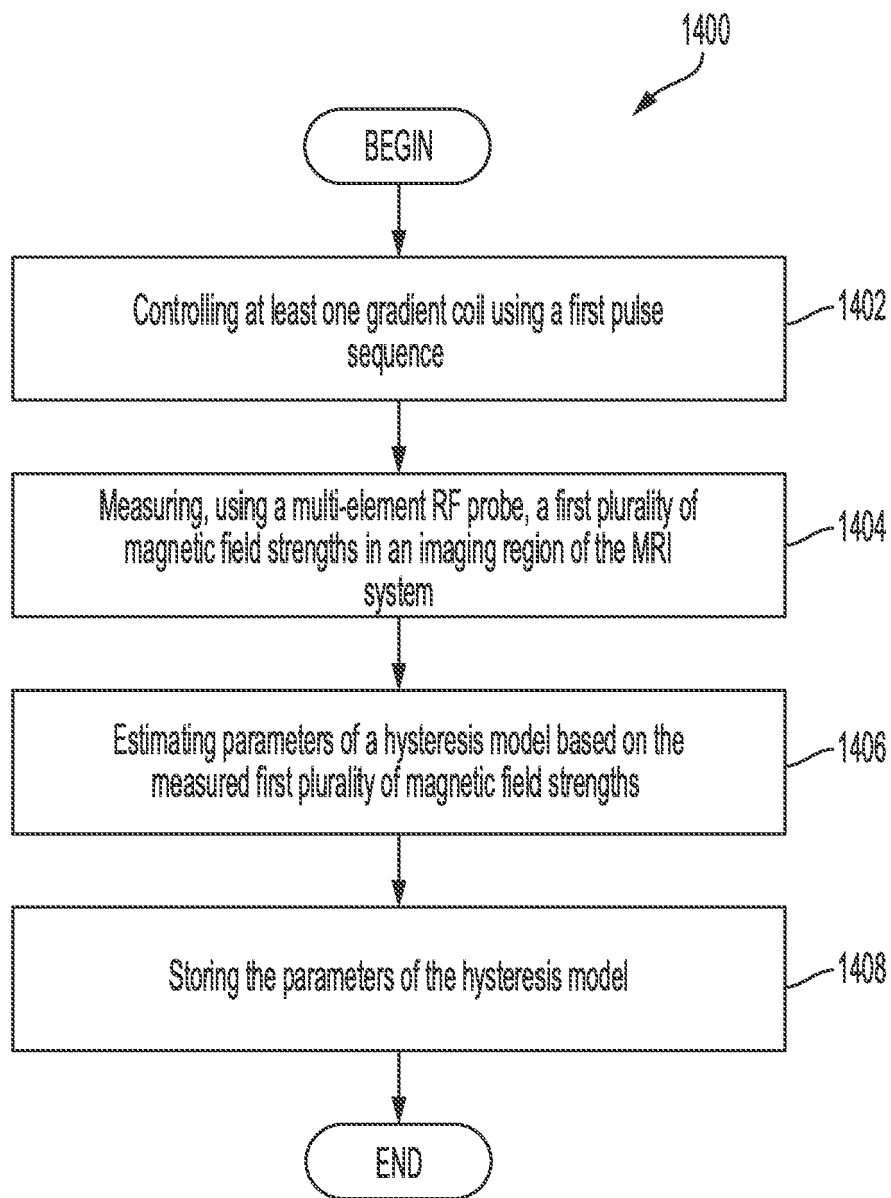 1400
BEGIN
Controlling at least one gradient coil using a first pulse
sequence
1402
Measuring, using a multi-element RF probe, a first plurality of
magnetic field strengths in an imaging region of the MRI
system
1404
Estimating parameters of a hysteresis model based on the
measured first plurality of magnetic field strengths
1406
Storing the parameters of the hysteresis model
1408
END